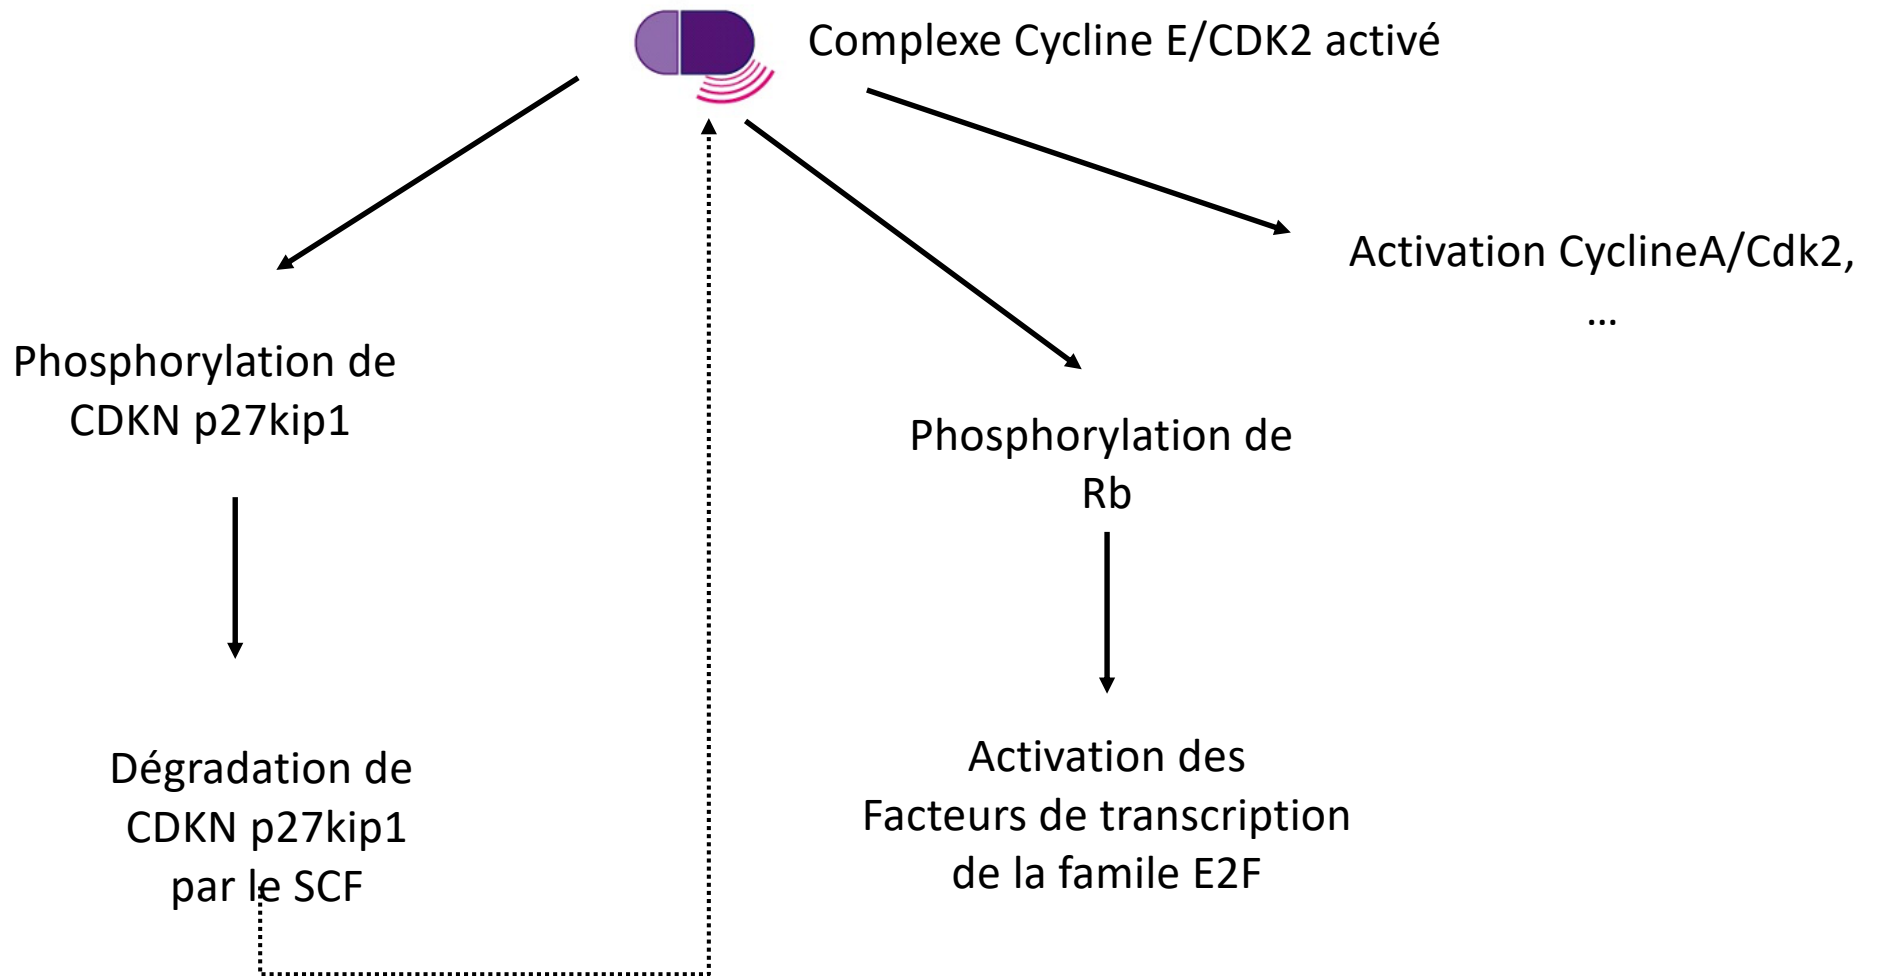 Complexe Cycline E/CDK2 activé
Activation CyclineA/Cdk2,
...
Phosphorylation de
CDKN p27kip1
Phosphorylation de
Rb
Dégradation de
CDKN p27kip1
par le SCF
Activation des
Facteurs de transcription
de la famile E2F